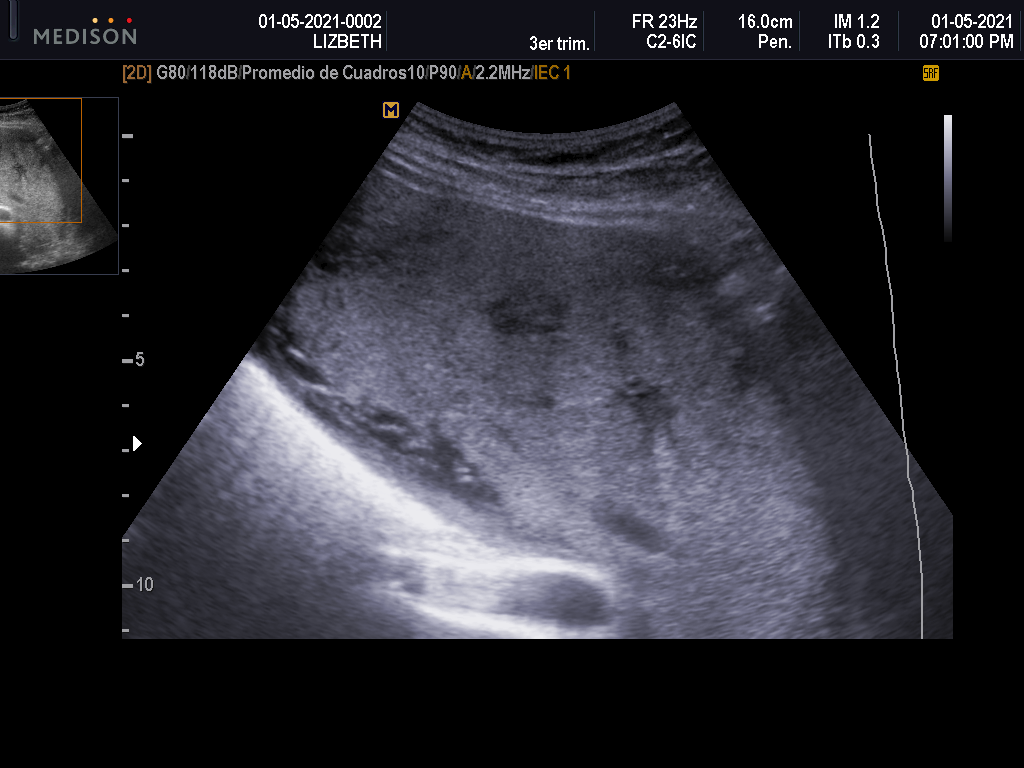 MEDISON
01-05-2021-0002
LIZBETH
3er trim.
FR 23Hz
C2-6IC
16.0cm
Pen.
IM 1.2
ITb 0.3
01-05-2021
07:01:00 PM
[2D] G80/118dB/Promedio de Cuadros10/P90/A/2.2MHz/IEC 1
SRF
M
5
10